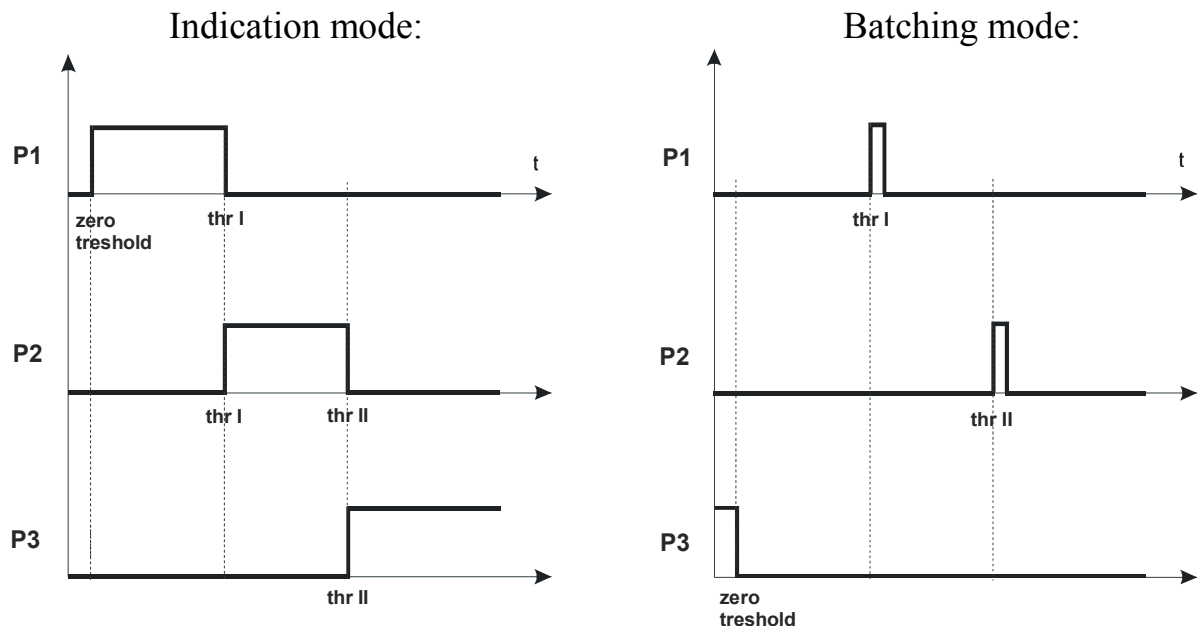 Indication mode:
P1
t
zero
treshold
thr I
P2
thr I
thr II
P3
thr II
Batching mode:
P1
t
thr I
P2
thr II
P3
zero
treshold